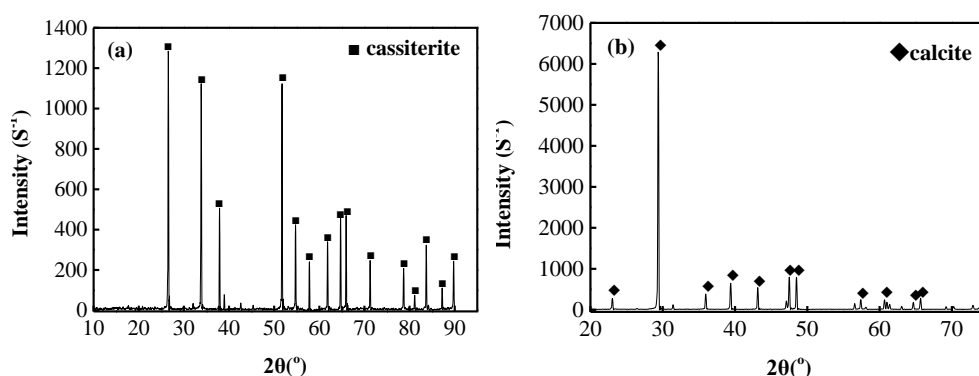 (a)
■ cassiterite
Intensity (S⁻¹)
1400
1200
1000
800
600
400
200
0
10 20 30 40 50 60 70 80 90
2θ(°)
(b)
◆calcite
Intensity (S⁻¹)
7000
6000
5000
4000
3000
2000
1000
0
20 30 40 50 60 70
2θ(°)